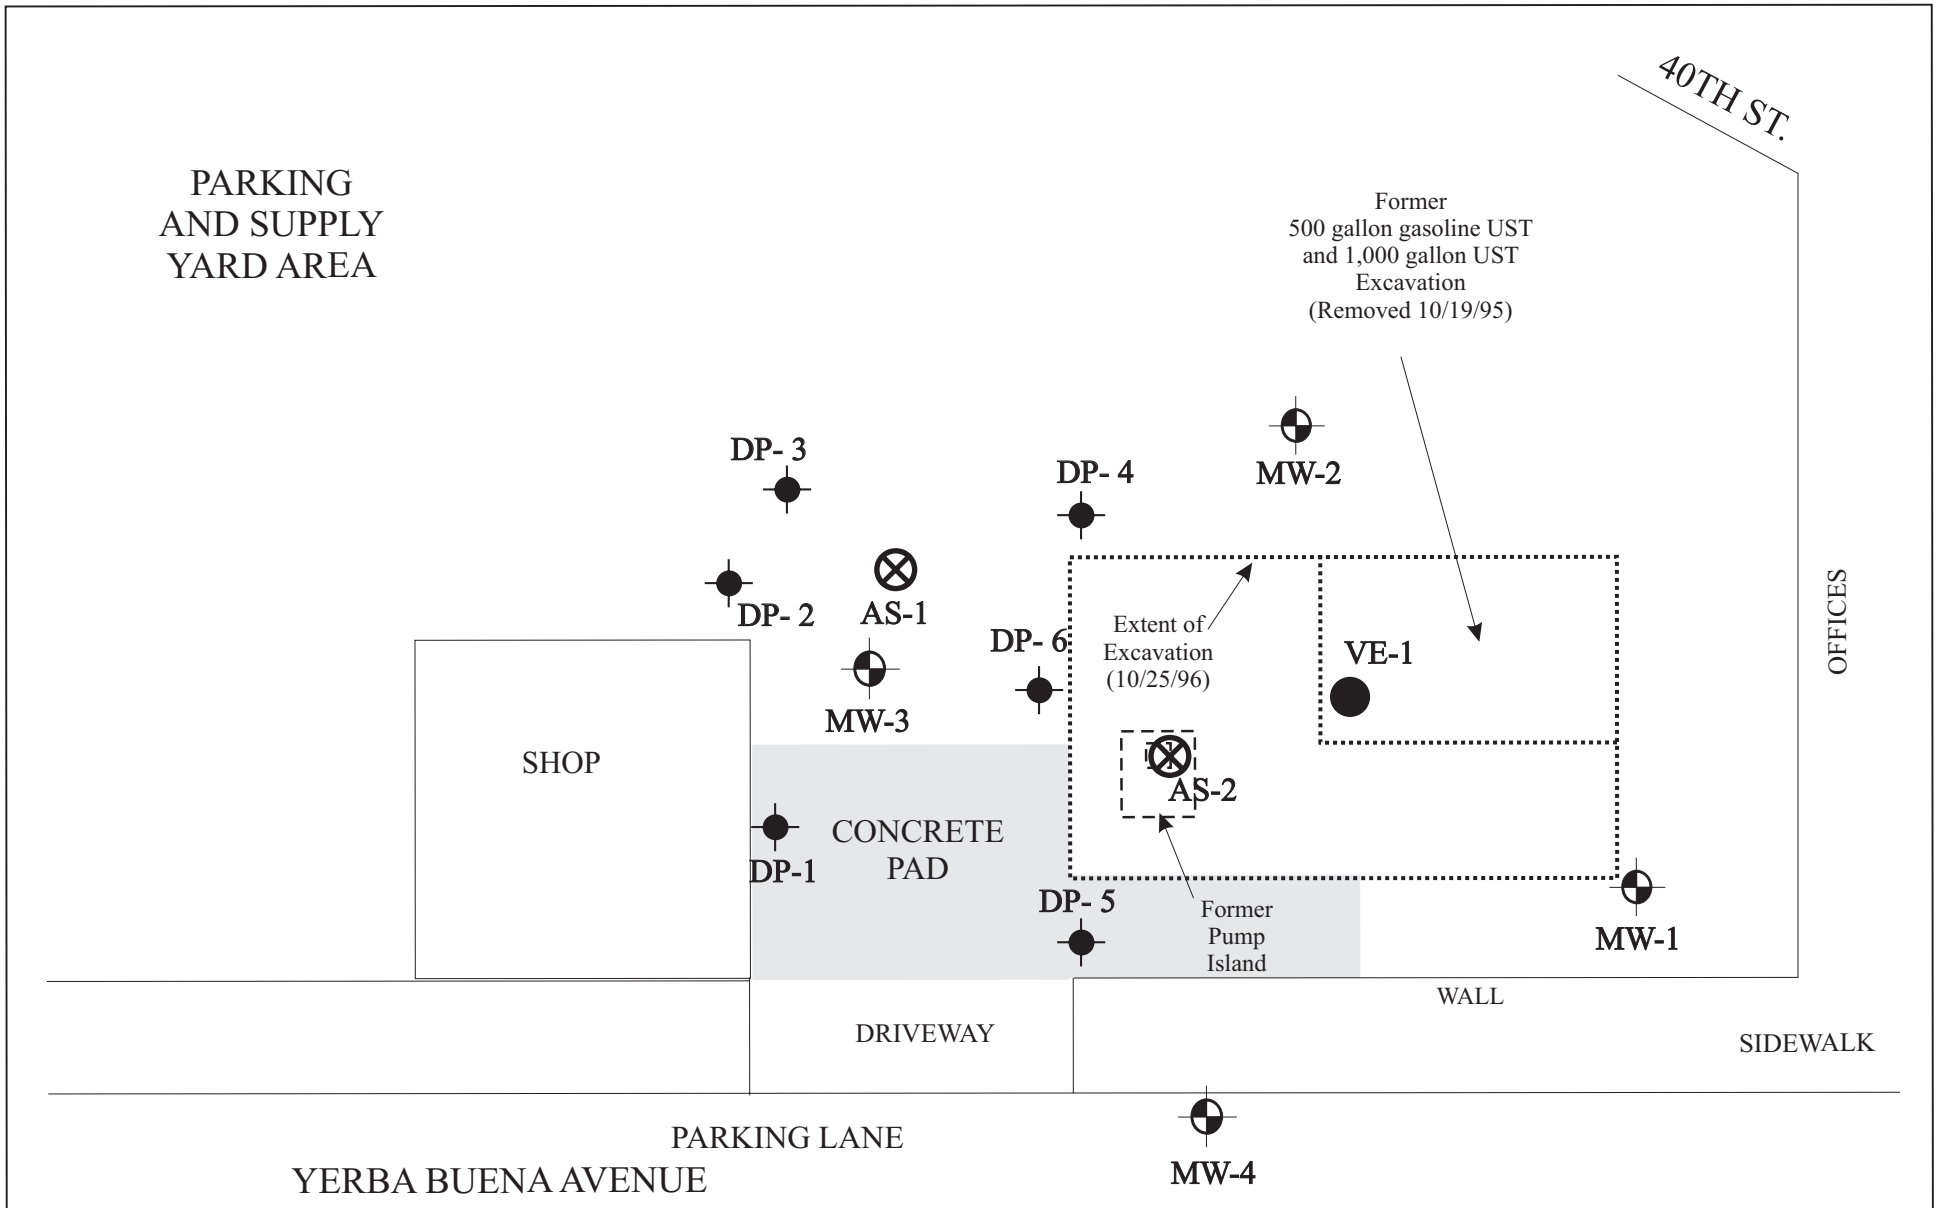 40TH ST.
PARKING
AND SUPPLY
YARD AREA
Former
500 gallon gasoline UST
and 1,000 gallon UST
Excavation
(Removed 10/19/95)
DP- 3
DP- 4
MW-2
DP- 2
AS-1
DP- 6
Extent of
Excavation
(10/25/96)
VE-1
OFFICES
MW-3
SHOP
AS-2
CONCRETE
PAD
DP-1
DP- 5
Former
Pump
Island
MW-1
WALL
DRIVEWAY
SIDEWALK
PARKING LANE
YERBA BUENA AVENUE
MW-4